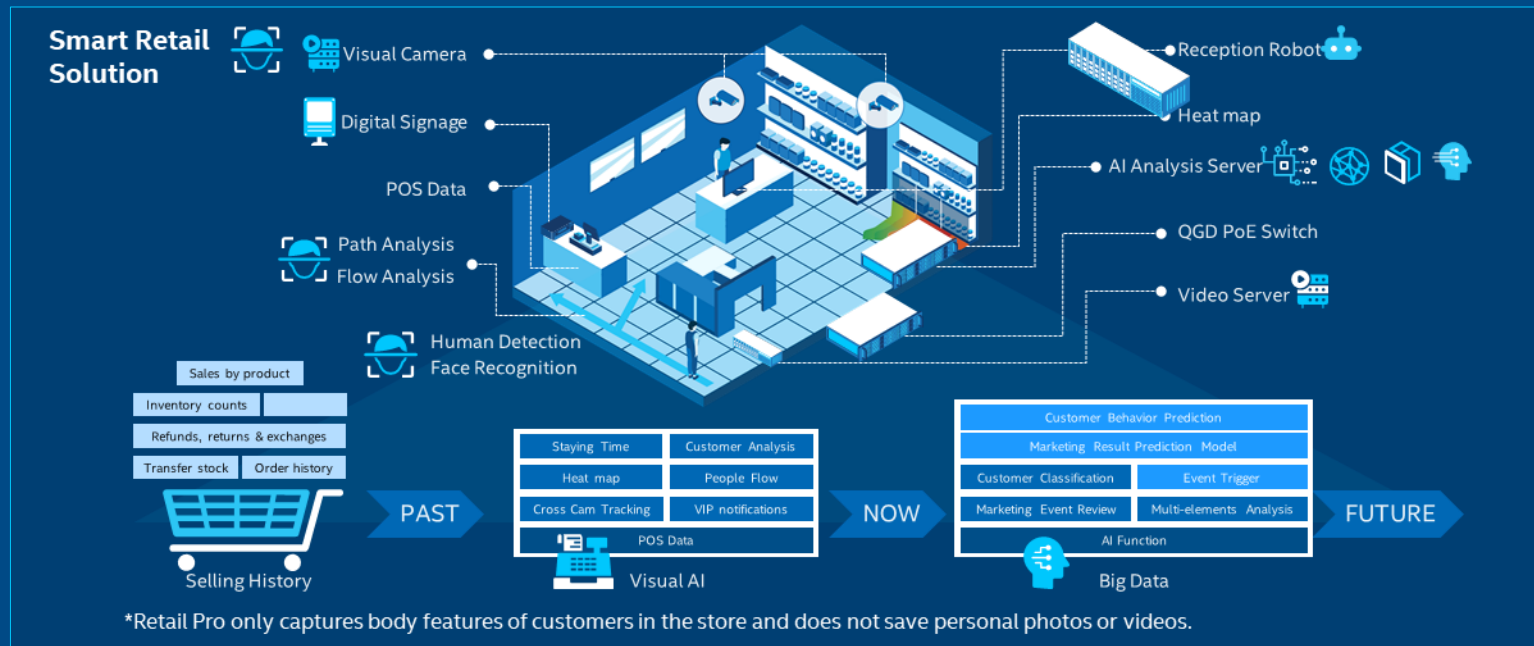 Smart Retail
Solution
Visual Camera
Digital Signage
POS Data
Path Analysis
Flow Analysis
Human Detection
Face Recognition
Reception Robot
Heat map
AI Analysis Server
QGD PoE Switch
Video Server
Sales by product
Inventory counts
Refunds, returns & exchanges
Transfer stock
Order history
Selling History
PAST
Staying Time
Customer Analysis
Heat map
People Flow
Cross Cam Tracking
VIP notifications
POS Data
Visual AI
NOW
Customer Behavior Prediction
Marketing Result Prediction Model
Customer Classification
Event Trigger
Marketing Event Review
Multi-elements Analysis
AI Function
Big Data
FUTURE
*Retail Pro only captures body features of customers in the store and does not save personal photos or videos.